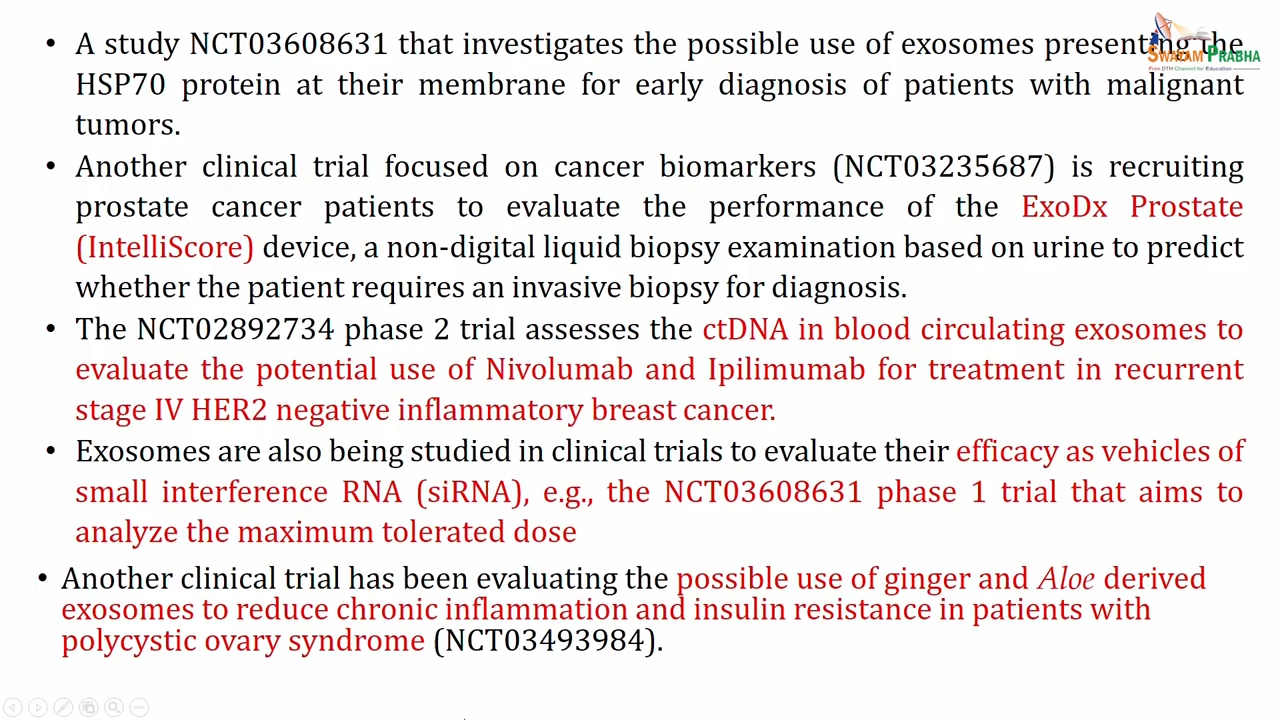 • A study NCT03608631 that investigates the possible use of exosomes presenting the
HSP70 protein at their membrane for early diagnosis of patients with malignant
tumors.
• Another clinical trial focused on cancer biomarkers (NCT03235687) is recruiting
prostate cancer patients to evaluate the performance of the ExoDx Prostate
(IntelliScore) device, a non-digital liquid biopsy examination based on urine to predict
whether the patient requires an invasive biopsy for diagnosis.
• The NCT02892734 phase 2 trial assesses the ctDNA in blood circulating exosomes to
evaluate the potential use of Nivolumab and Ipilimumab for treatment in recurrent
stage IV HER2 negative inflammatory breast cancer.
• Exosomes are also being studied in clinical trials to evaluate their efficacy as vehicles of
small interference RNA (siRNA), e.g., the NCT03608631 phase 1 trial that aims to
analyze the maximum tolerated dose
• Another clinical trial has been evaluating the possible use of ginger and Aloe derived
exosomes to reduce chronic inflammation and insulin resistance in patients with
polycystic ovary syndrome (NCT03493984).
SWAYAM PRABHA
Free DTH Channel for Education